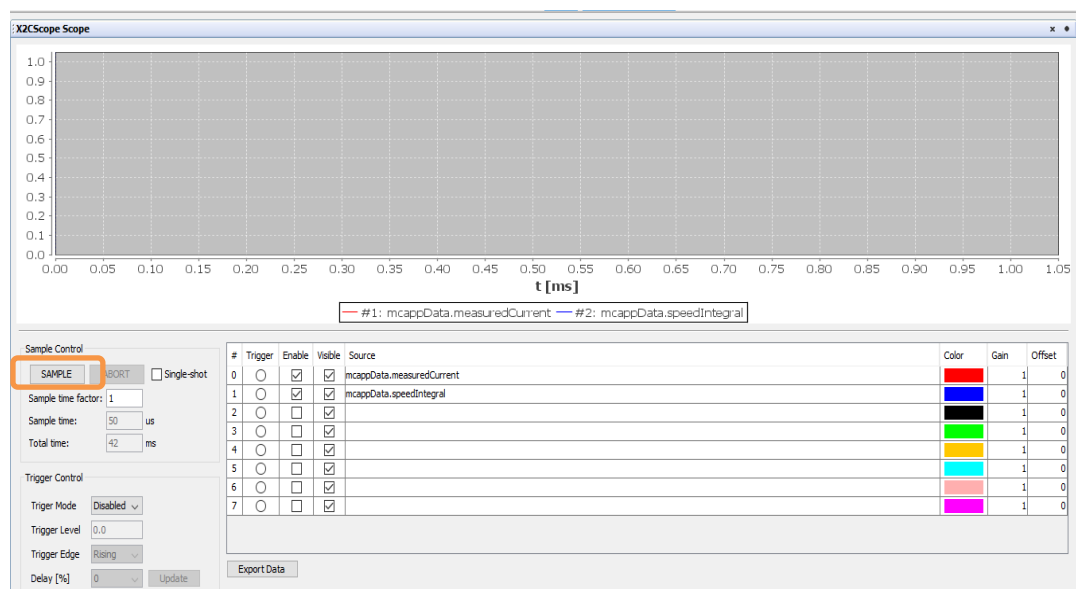 X2CScope Scope
1.0
0.9
0.8
0.7
0.6
0.5
0.4
0.3
0.2
0.1
0.0
0.00 0.05 0.10 0.15 0.20 0.25 0.30 0.35 0.40 0.45 0.50 0.55 0.60 0.65 0.70 0.75 0.80 0.85 0.90 0.95 1.00 1.05
t [ms]
#1: mcappData.measuredCurrent #2: mcappData.speedIntegral
Sample Control
SAMPLE ABORT Single-shot
Sample time factor: 1
Sample time: 50 us
Total time: 42 ms
Trigger Control
Triger Mode Disabled
Trigger Level 0.0
Trigger Edge Rising
Delay [%] 0 Update
# Trigger Enable Visible Source Color Gain Offset
0 mcappData.measuredCurrent 1 0
1 mcappData.speedIntegral 1 0
2 1 0
3 1 0
4 1 0
5 1 0
6 1 0
7 1 0
Export Data